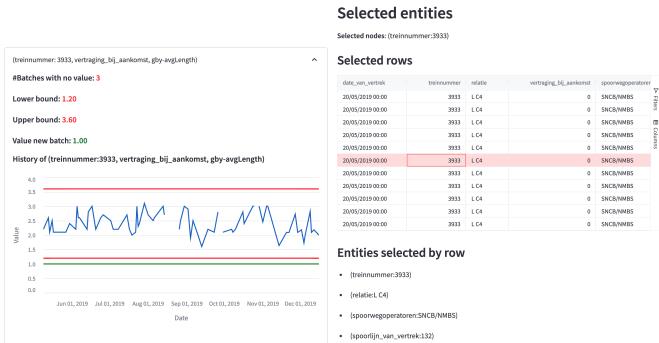 Selected entities
Selected nodes: (treinnummer:3933)
(treinnummer: 3933, vertraging_bij_aankomst, gby-avgLength)
#Batches with no value: 3
Lower bound: 1.20
Upper bound: 3.60
Value new batch: 1.00
History of (treinnummer:3933, vertraging_bij_aankomst, gby-avgLength)
4.0
3.5
3.0
2.5
2.0
1.5
1.0
0.5
0.0
Value
Jun 01, 2019 Jul 01, 2019 Aug 01, 2019 Sep 01, 2019 Oct 01, 2019 Nov 01, 2019 Dec 01, 2019
Date
Selected rows
date_van_vertrek treinnummer relatie vertraging_bij_aankomst spoorwegoperatoren
20/05/2019 00:00 3933 L C4 0 SNCB/NMBS
20/05/2019 00:00 3933 L C4 0 SNCB/NMBS
20/05/2019 00:00 3933 L C4 0 SNCB/NMBS
20/05/2019 00:00 3933 L C4 0 SNCB/NMBS
20/05/2019 00:00 3933 L C4 0 SNCB/NMBS
20/05/2019 00:00 3933 L C4 0 SNCB/NMBS
20/05/2019 00:00 3933 L C4 0 SNCB/NMBS
20/05/2019 00:00 3933 L C4 0 SNCB/NMBS
20/05/2019 00:00 3933 L C4 0 SNCB/NMBS
20/05/2019 00:00 3933 L C4 0 SNCB/NMBS
20/05/2019 00:00 3933 L C4 0 SNCB/NMBS
Filters
Columns
Entities selected by row
• (treinnummer:3933)
• (relatie:L C4)
• (spoorwegoperatoren:SNCB/NMBS)
• (spoorlijn_van_vertrek:132)